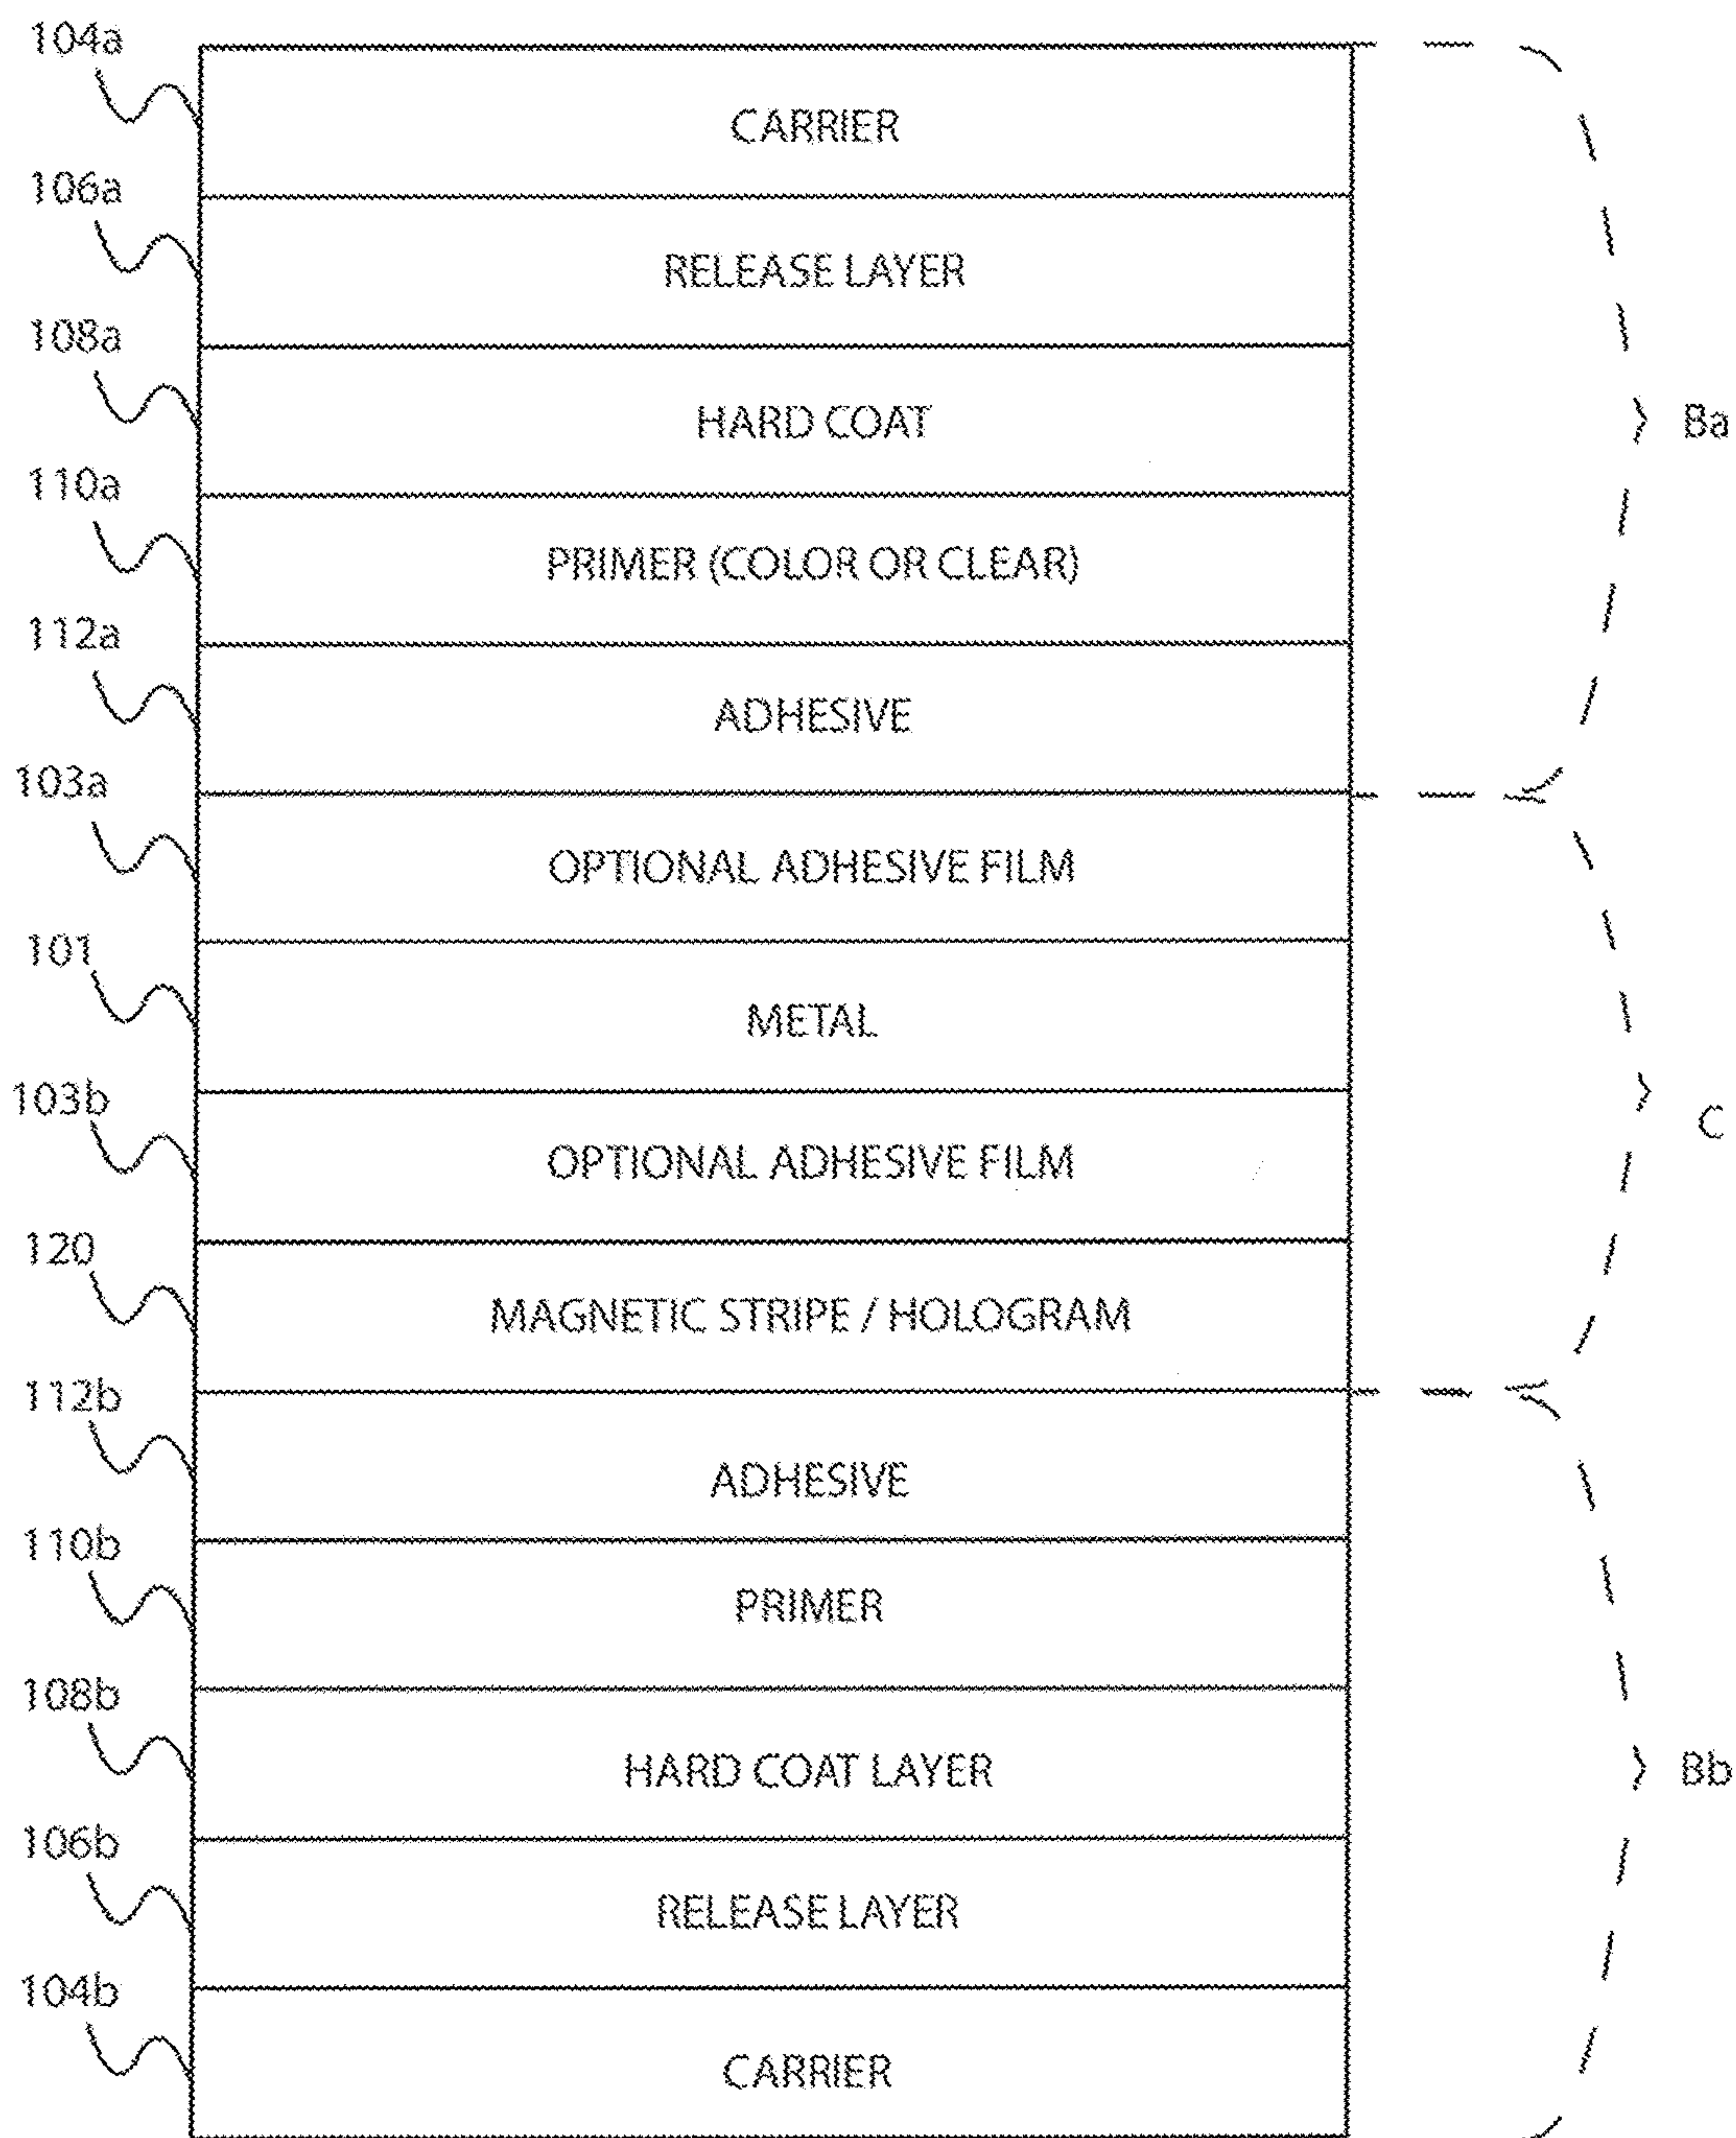 104a
CARRIER
106a
RELEASE LAYER
108a
HARD COAT
Ba
110a
PRIMER (COLOR OR CLEAR)
112a
ADHESIVE
103a
OPTIONAL ADHESIVE FILM
101
METAL
103b
C
OPTIONAL ADHESIVE FILM
120
MAGNETIC STRIPE / HOLOGRAM
112b
ADHESIVE
110b
PRIMER
108b
HARD COAT LAYER
Bb
106b
RELEASE LAYER
104b
CARRIER